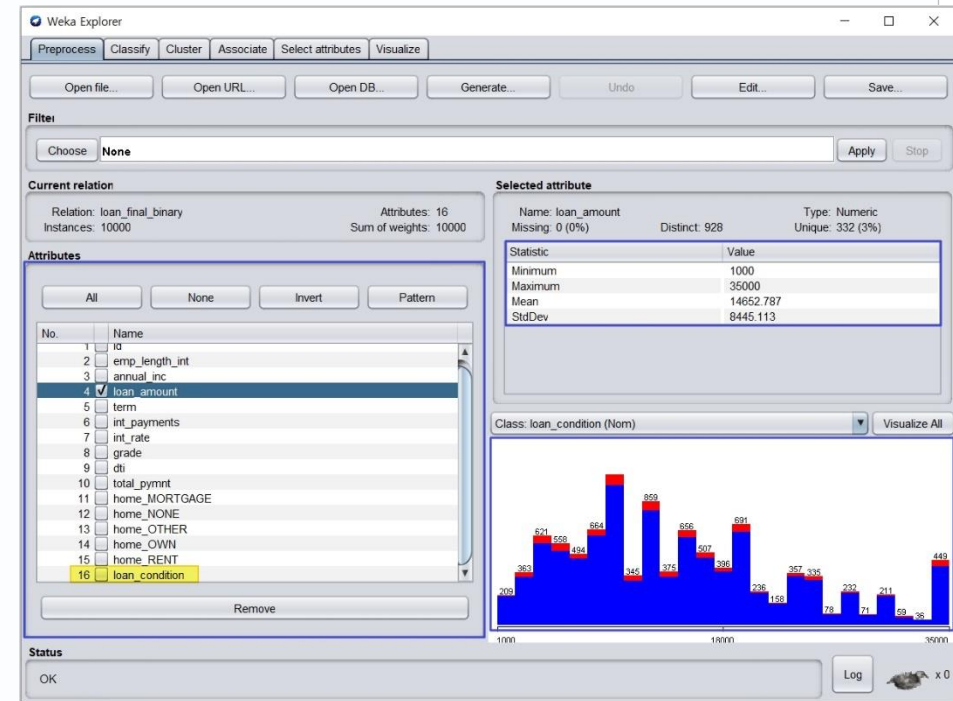 Weka Explorer
Preprocess Classify Cluster Associate Select attributes Visualize
Open file... Open URL... Open DB... Generate... Undo Edit... Save...
Filter
Choose None Apply Stop
Current relation
Relation: loan_final_binary Attributes: 16
Instances: 10000 Sum of weights: 10000
Attributes
All None Invert Pattern
No. Name
1 id
2 emp_length_int
3 annual_inc
4 loan_amount
5 term
6 int_payments
7 int_rate
8 grade
9 dti
10 total_pymnt
11 home_MORTGAGE
12 home_NONE
13 home_OTHER
14 home_OWN
15 home_RENT
16 loan_condition
Remove
Selected attribute
Name: loan_amount Type: Numeric
Missing: 0 (0%) Distinct: 928 Unique: 332 (3%)
Statistic Value
Minimum 1000
Maximum 35000
Mean 14652.787
StdDev 8445.113
Class: loan_condition (Nom) Visualize All
209 363 621 558 494 664 345 859 375 656 507 396 691 236 158 357 335 78 232 71 211 59 36 449
1000 18000 35000
Status
OK Log x 0